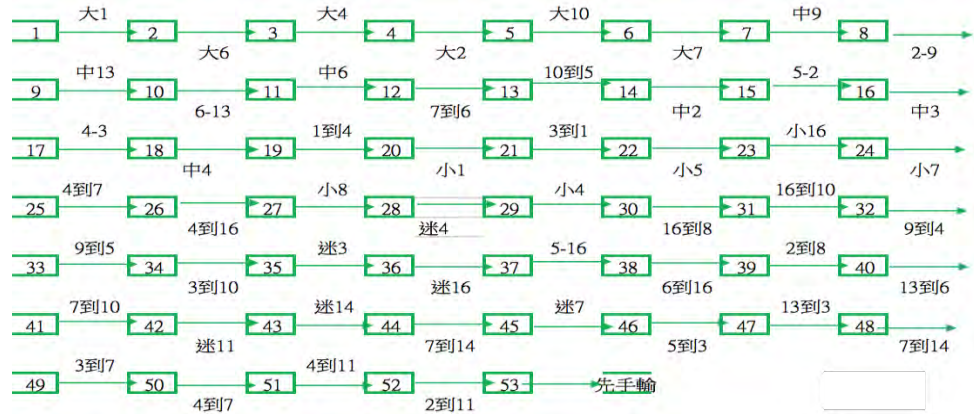 大1 大4 大10 中9
1 2 3 4 5 6 7 8
大6 大2 大7 2-9
中13 中6 10到5 5-2
9 10 11 12 13 14 15 16
6-13 7到6 中2 中3
4-3 1到4 3到1 小16
17 18 19 20 21 22 23 24
中4 小1 小5 小7
4到7 小8 小4 16到10
25 26 27 28 29 30 31 32
4到16 迷4 16到8 9到4
9到5 迷3 5-16 2到8
33 34 35 36 37 38 39 40
3到10 迷16 6到16 13到6
7到10 迷14 迷7 13到3
41 42 43 44 45 46 47 48
迷11 7到14 5到3 7到14
3到7 4到11
49 50 51 52 53 先手輸
4到7 2到11